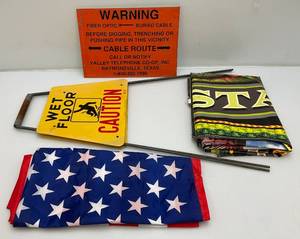 WARNING
FIBER OPTIC BURIED CABLE
BEFORE DIGGING, TRENCHING OR
PUSHING PIPE IN THIS VICINITY
CABLE ROUTE
CALL OR NOTIFY
VALLEY TELEPHONE CO-OP, INC.
RAYMONDVILLE, TEXAS
WET
FLOOR
CAUTION
STA